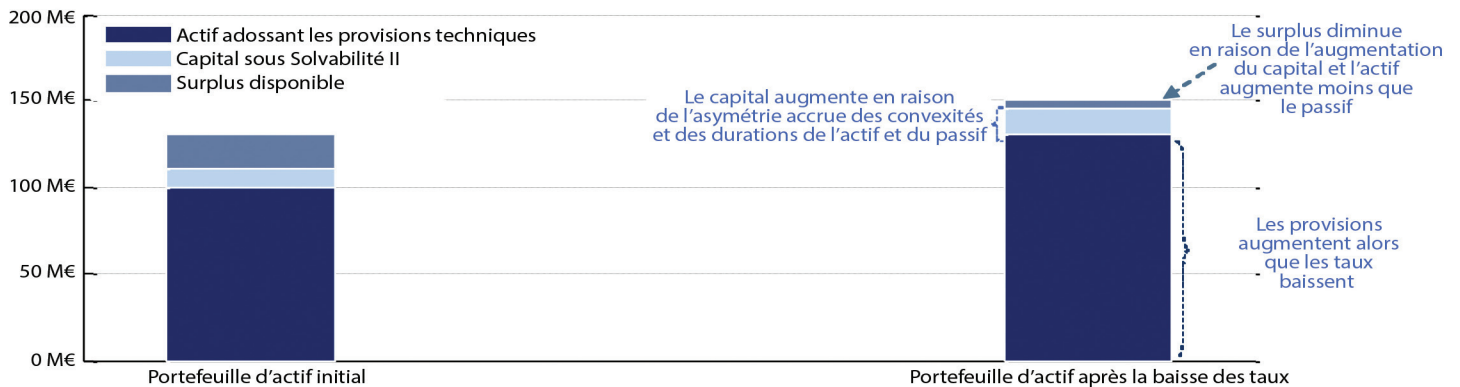 200 M€
150 M€
100 M€
50 M€
0 M€
Actif adossant les provisions techniques
Capital sous Solvabilité II
Surplus disponible
Le capital augmente en raison
de l'asymétrie accrue des convexités
et des durations de l'actif et du passif
Le surplus diminue
en raison de l'augmentation
du capital et l'actif
augmente moins que
le passif
Les provisions
augmentent alors
que les taux
baissent
Portefeuille d'actif initial
Portefeuille d'actif après la baisse des taux